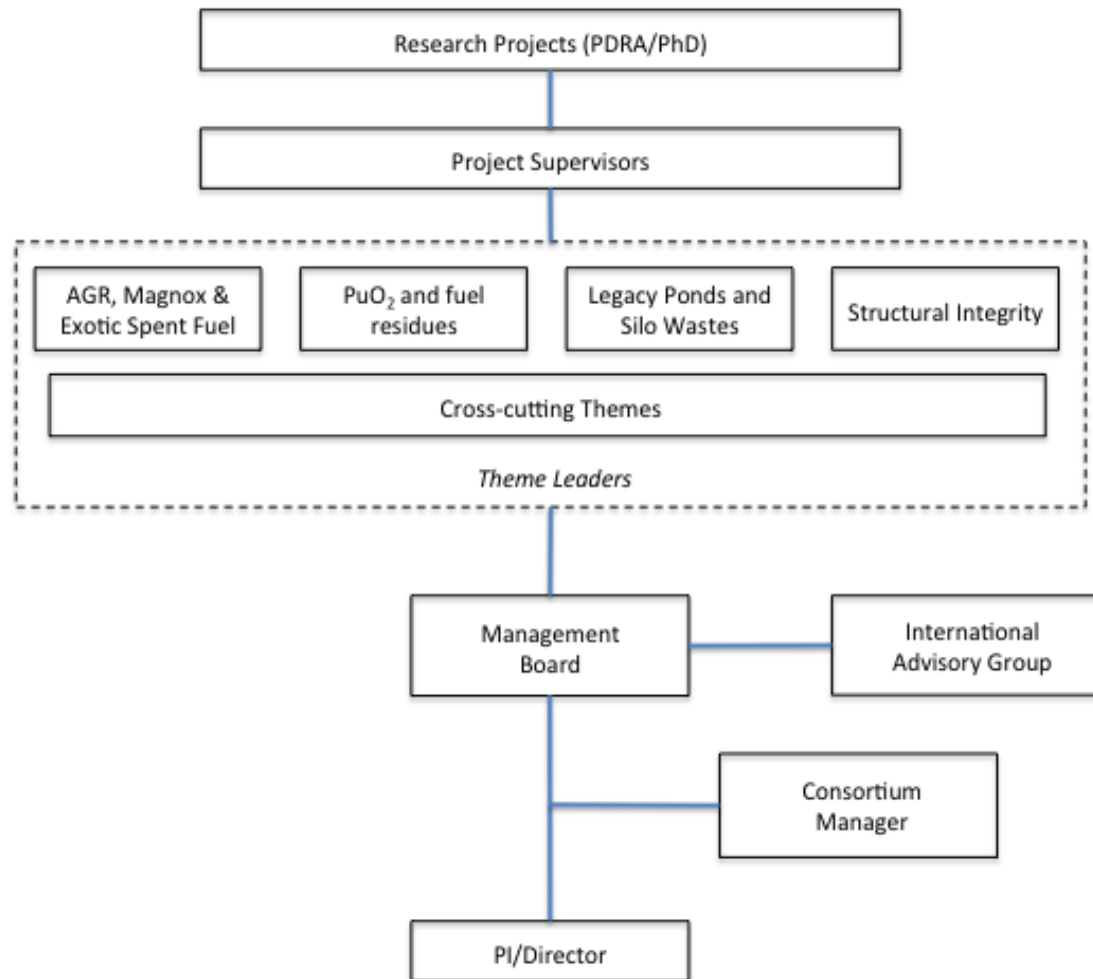 Research Projects (PDRA/PhD)
Project Supervisors
AGR, Magnox &
Exotic Spent Fuel
PuO₂ and fuel
residues
Legacy Ponds and
Silo Wastes
Structural Integrity
Cross-cutting Themes
Theme Leaders
Management
Board
International
Advisory Group
Consortium
Manager
PI/Director